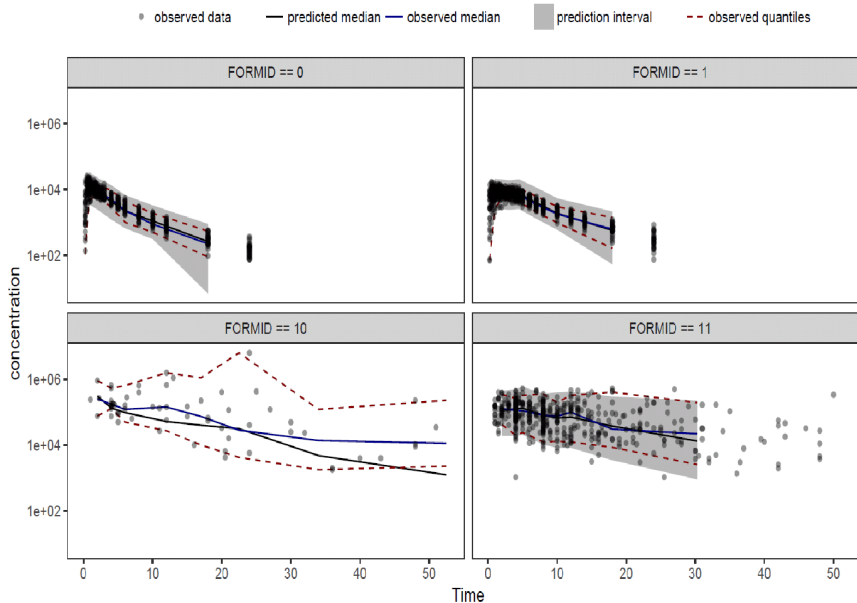 observed data predicted median observed median prediction interval observed quantiles
FORMID == 0 FORMID == 1
1e+06
1e+04
1e+02
FORMID == 10 FORMID == 11
1e+06
1e+04
1e+02
concentration
0 10 20 30 40 50 0 10 20 30 40 50
Time